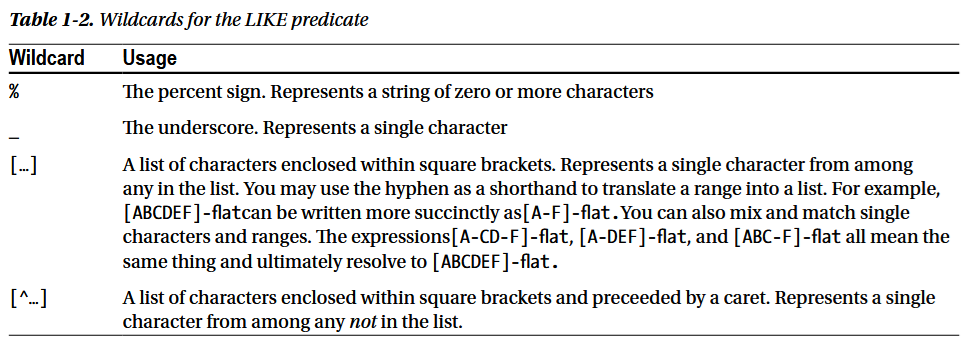 Table 1-2. Wildcards for the LIKE predicate
Wildcard Usage
% The percent sign. Represents a string of zero or more characters
_ The underscore. Represents a single character
[…] A list of characters enclosed within square brackets. Represents a single character from among
any in the list. You may use the hyphen as a shorthand to translate a range into a list. For example,
[ABCDEF]-flatcan be written more succinctly as[A-F]-flat.You can also mix and match single
characters and ranges. The expressions[A-CD-F]-flat, [A-DEF]-flat, and [ABC-F]-flat all mean the
same thing and ultimately resolve to [ABCDEF]-flat.
[^…] A list of characters enclosed within square brackets and preceeded by a caret. Represents a single
character from among any not in the list.